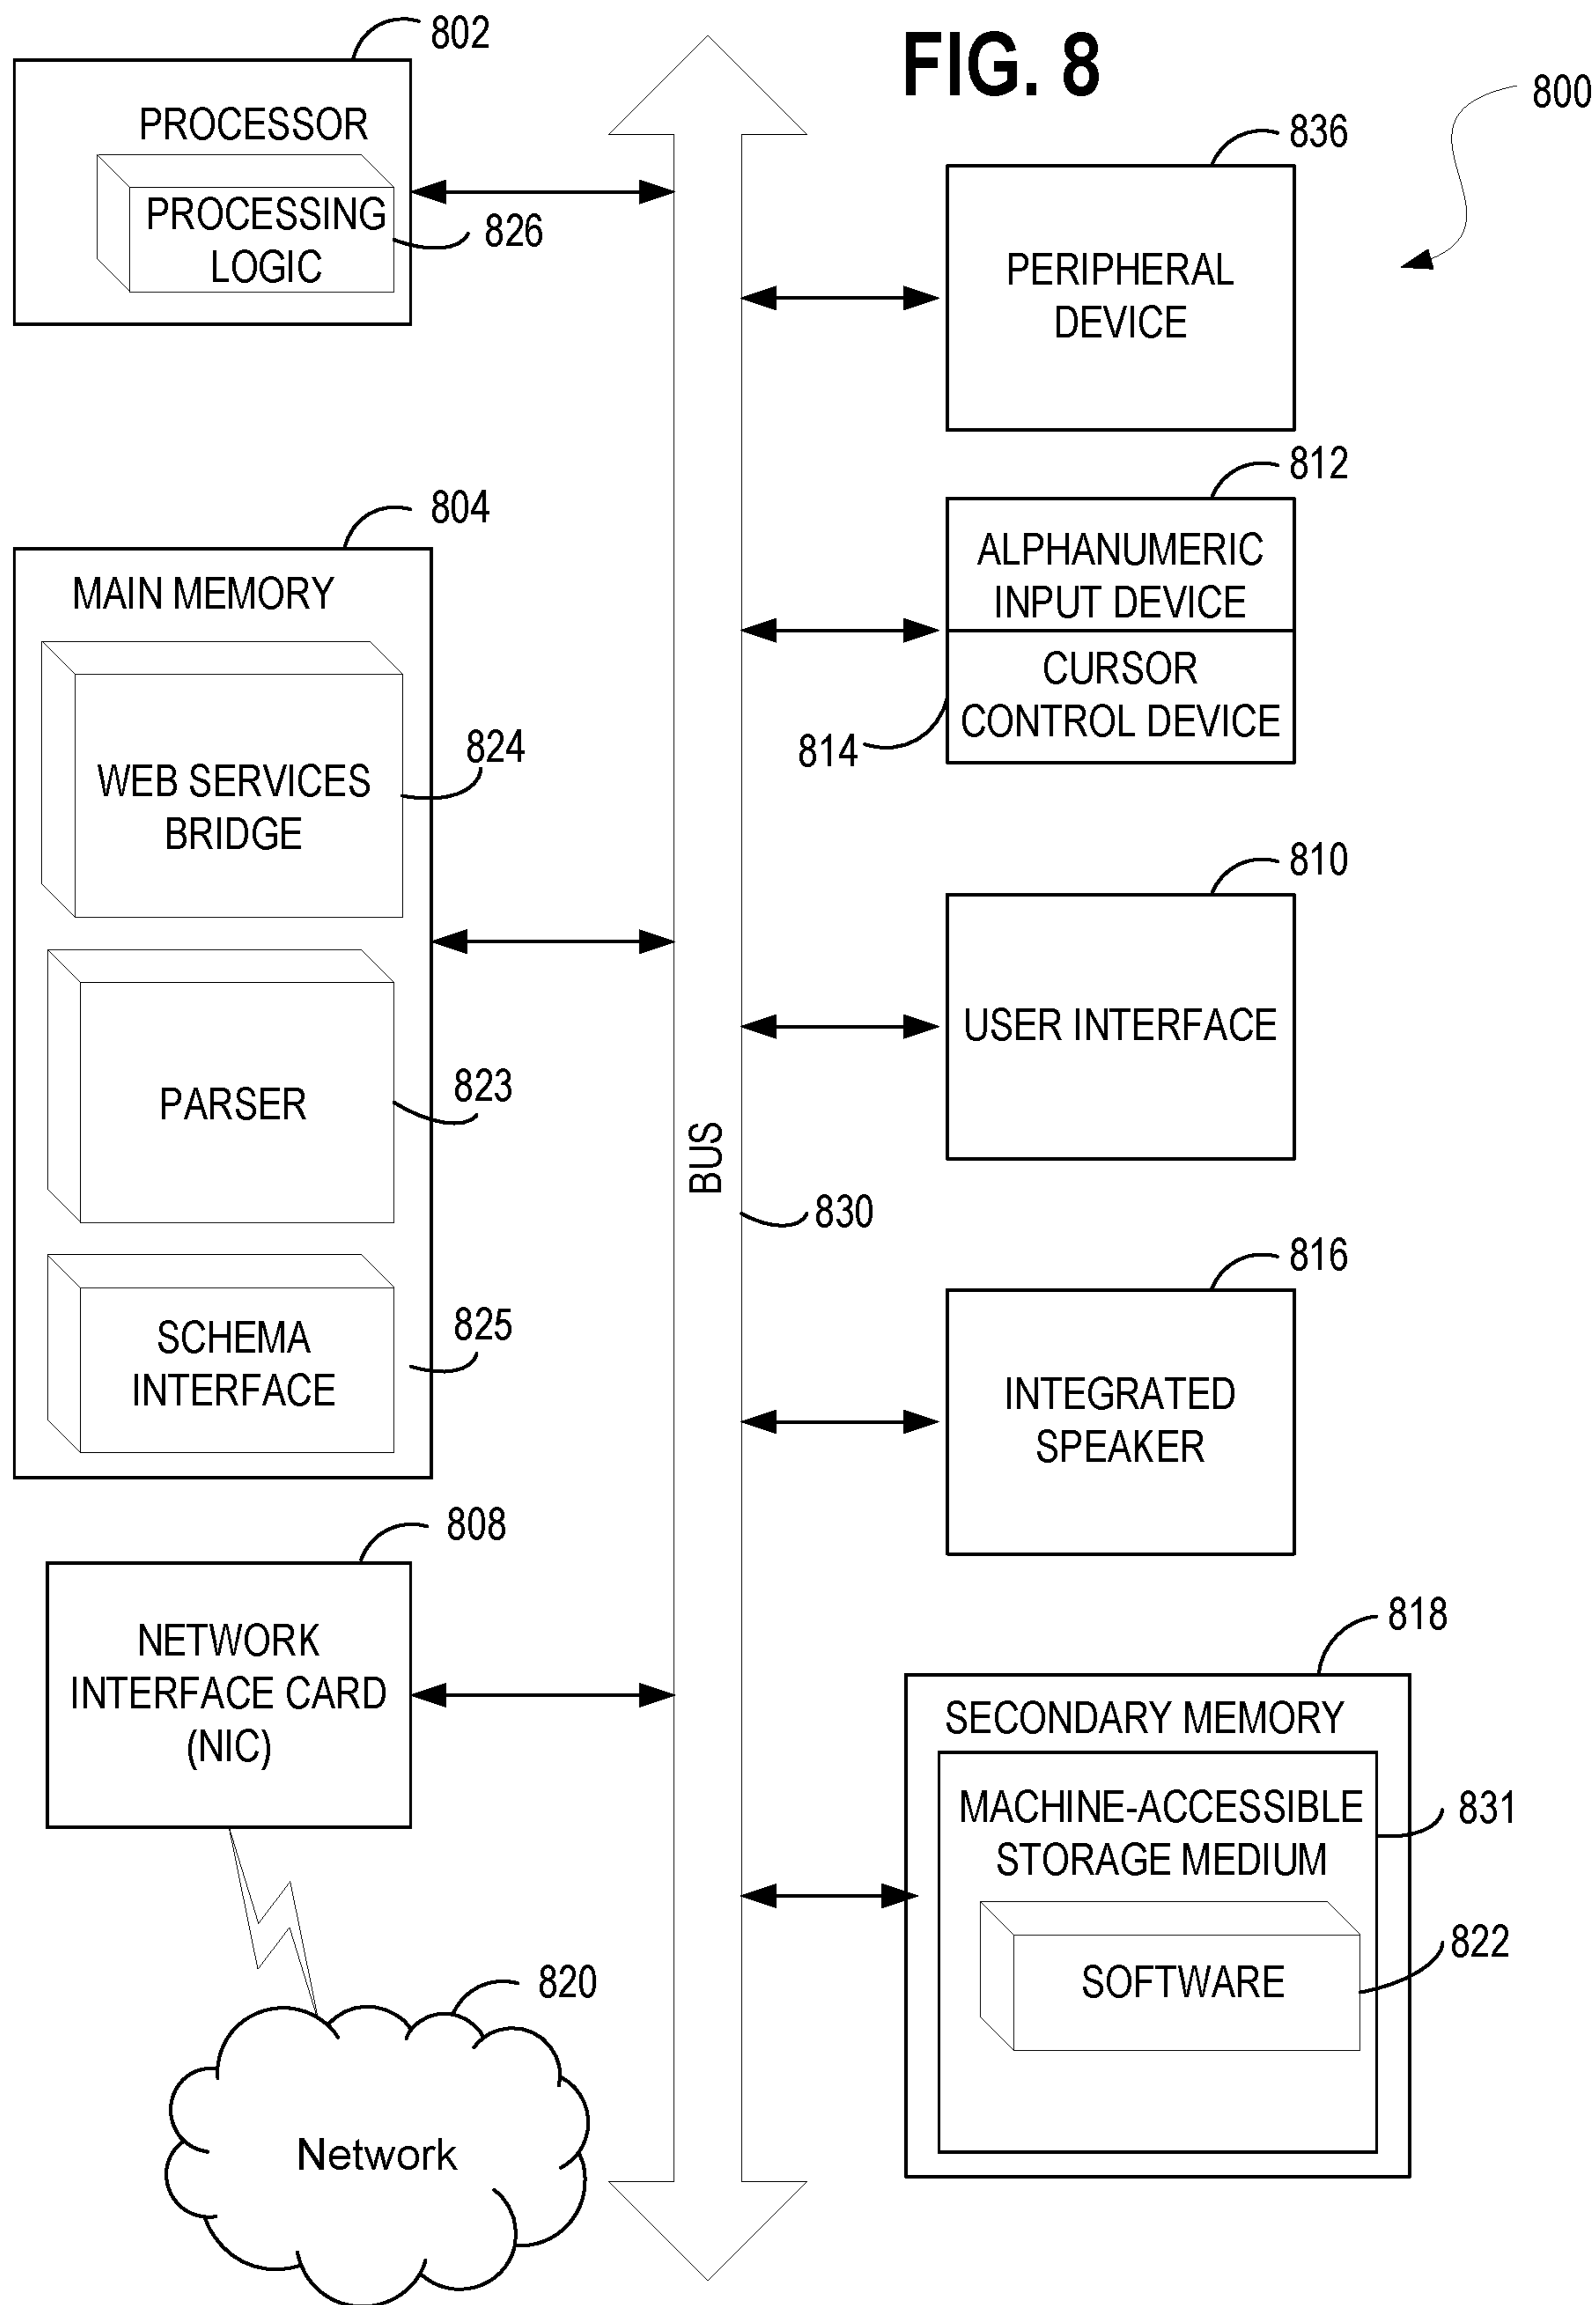 FIG. 8
800
802
PROCESSOR
PROCESSING
LOGIC
826
804
MAIN MEMORY
WEB SERVICES
BRIDGE
824
PARSER
823
SCHEMA
INTERFACE
825
808
NETWORK
INTERFACE CARD
(NIC)
820
Network
BUS
830
836
PERIPHERAL
DEVICE
812
ALPHANUMERIC
INPUT DEVICE
CURSOR
CONTROL DEVICE
814
810
USER INTERFACE
816
INTEGRATED
SPEAKER
818
SECONDARY MEMORY
MACHINE-ACCESSIBLE
STORAGE MEDIUM
831
SOFTWARE
822